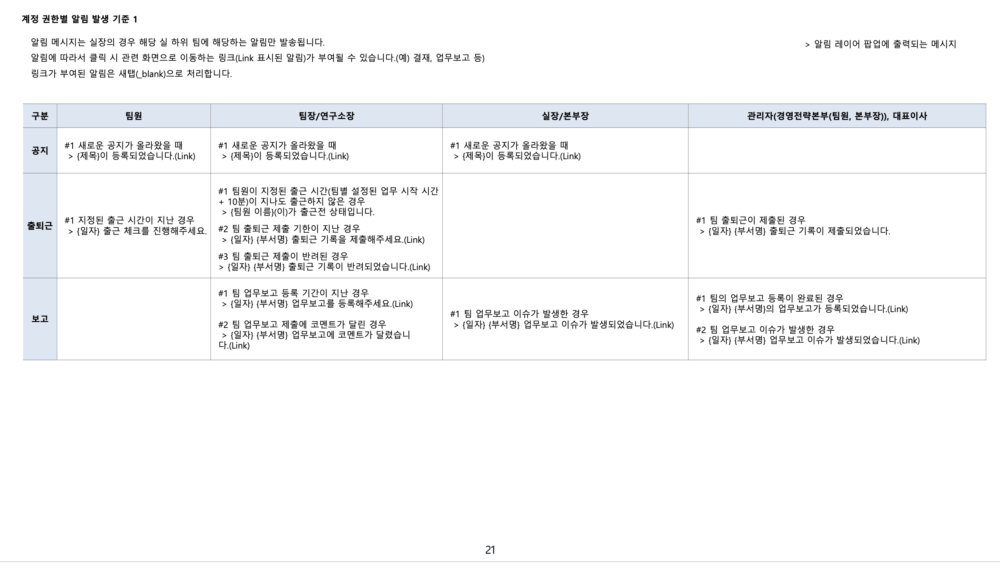 계정 권한별 알림 발생 기준 1
알림 메시지는 실장의 경우 해당 실 하위 팀에 해당하는 알림만 발송됩니다.
알림에 따라서 클릭 시 관련 화면으로 이동하는 링크(Link 표시된 알림)가 부여될 수 있습니다.(예) 결재, 업무보고 등)
링크가 부여된 알림은 새탭(_blank)으로 처리합니다.
> 알림 레이어 팝업에 출력되는 메시지
구분
팀원
팀장/연구소장
실장/본부장
관리자(경영전략본부(팀원, 본부장)), 대표이사
공지
#1 새로운 공지가 올라왔을 때
> {제목}이 등록되었습니다.(Link)
#1 새로운 공지가 올라왔을 때
> {제목}이 등록되었습니다.(Link)
#1 새로운 공지가 올라왔을 때
> {제목}이 등록되었습니다.(Link)
출퇴근
#1 지정된 출근 시간이 지난 경우
> {일자} 출근 체크를 진행해주세요.
#1 팀원이 지정된 출근 시간(팀별 설정된 업무 시작 시간
+ 10분)이 지나도 출근하지 않은 경우
> {팀원 이름}(이)가 출근전 상태입니다.
#2 팀 출퇴근 제출 기한이 지난 경우
> {일자} {부서명} 출퇴근 기록을 제출해주세요.(Link)
#3 팀 출퇴근 제출이 반려된 경우
> {일자} {부서명} 출퇴근 기록이 반려되었습니다.(Link)
#1 팀 출퇴근이 제출된 경우
> {일자} {부서명} 출퇴근 기록이 제출되었습니다.
보고
#1 팀 업무보고 등록 기간이 지난 경우
> {일자} {부서명} 업무보고를 등록해주세요.(Link)
#2 팀 업무보고 제출에 코멘트가 달린 경우
> {일자} {부서명} 업무보고에 코멘트가 달렸습니
다.(Link)
#1 팀 업무보고 이슈가 발생한 경우
> {일자} {부서명} 업무보고 이슈가 발생되었습니다.(Link)
#1 팀의 업무보고 등록이 완료된 경우
> {일자} {부서명}의 업무보고가 등록되었습니다.(Link)
#2 팀 업무보고 이슈가 발생한 경우
> {일자} {부서명} 업무보고 이슈가 발생되었습니다.(Link)
21